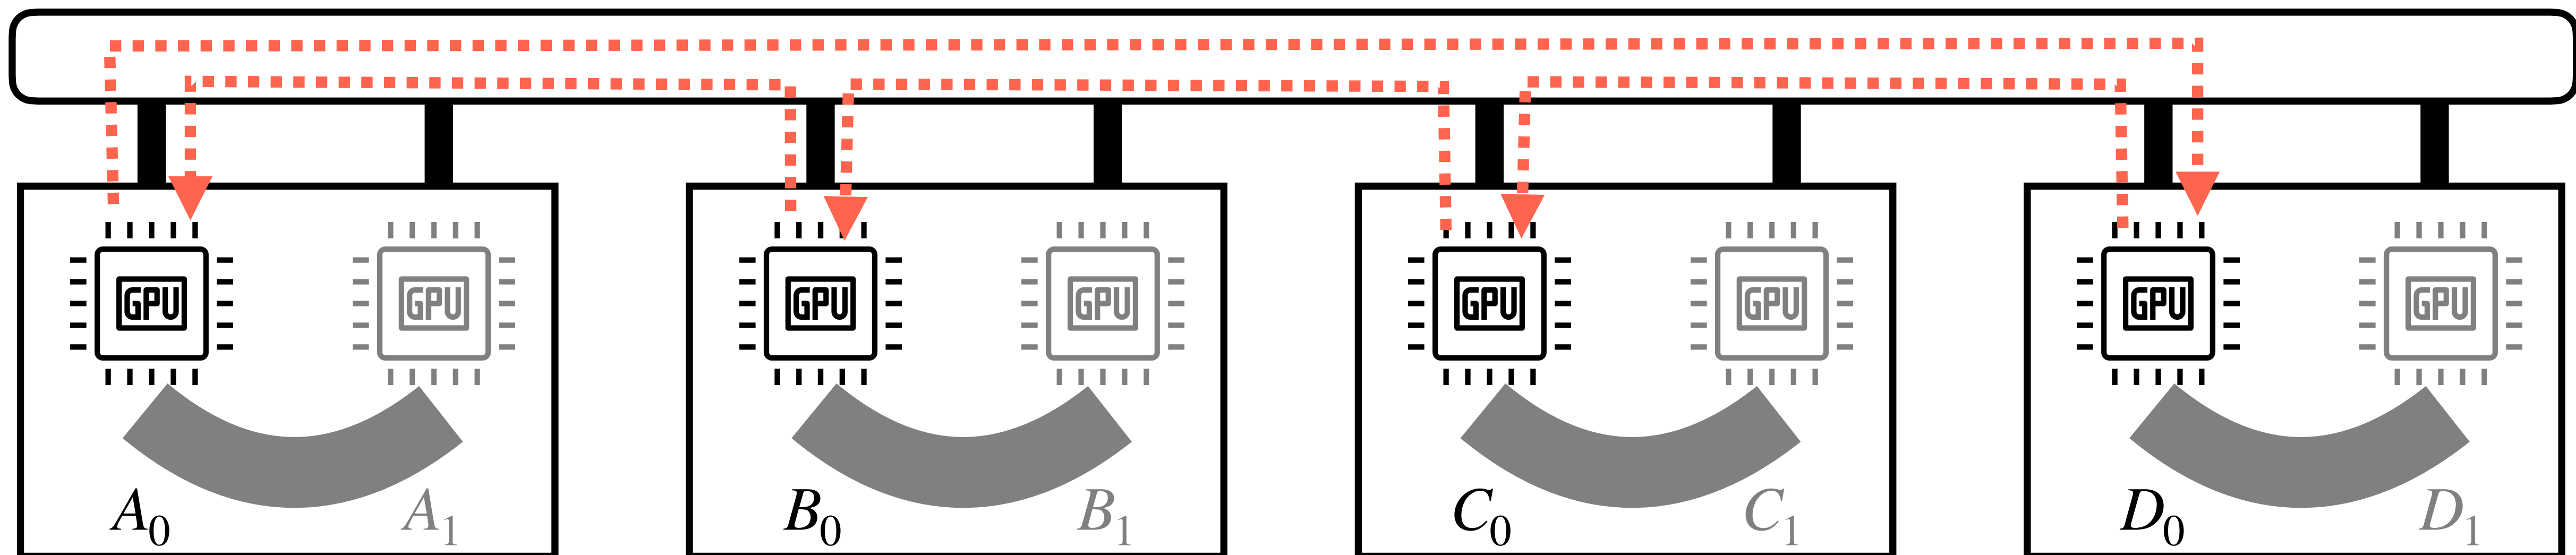 GPU GPU GPU GPU GPU GPU GPU GPU
A₀ A₁ B₀ B₁ C₀ C₁ D₀ D₁